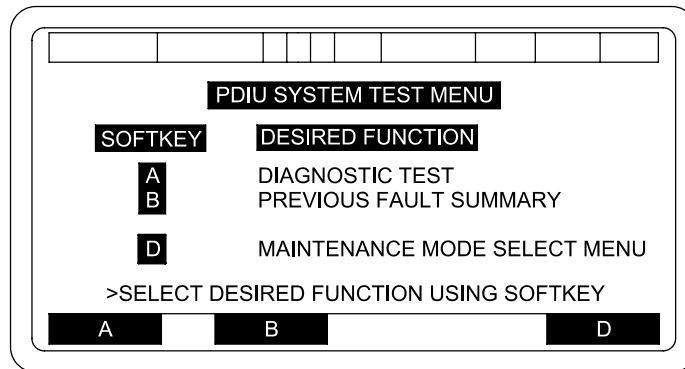 PDIU SYSTEM TEST MENU
SOFTKEY DESIRED FUNCTION
A DIAGNOSTIC TEST
B PREVIOUS FAULT SUMMARY
D MAINTENANCE MODE SELECT MENU
>SELECT DESIRED FUNCTION USING SOFTKEY
A B D